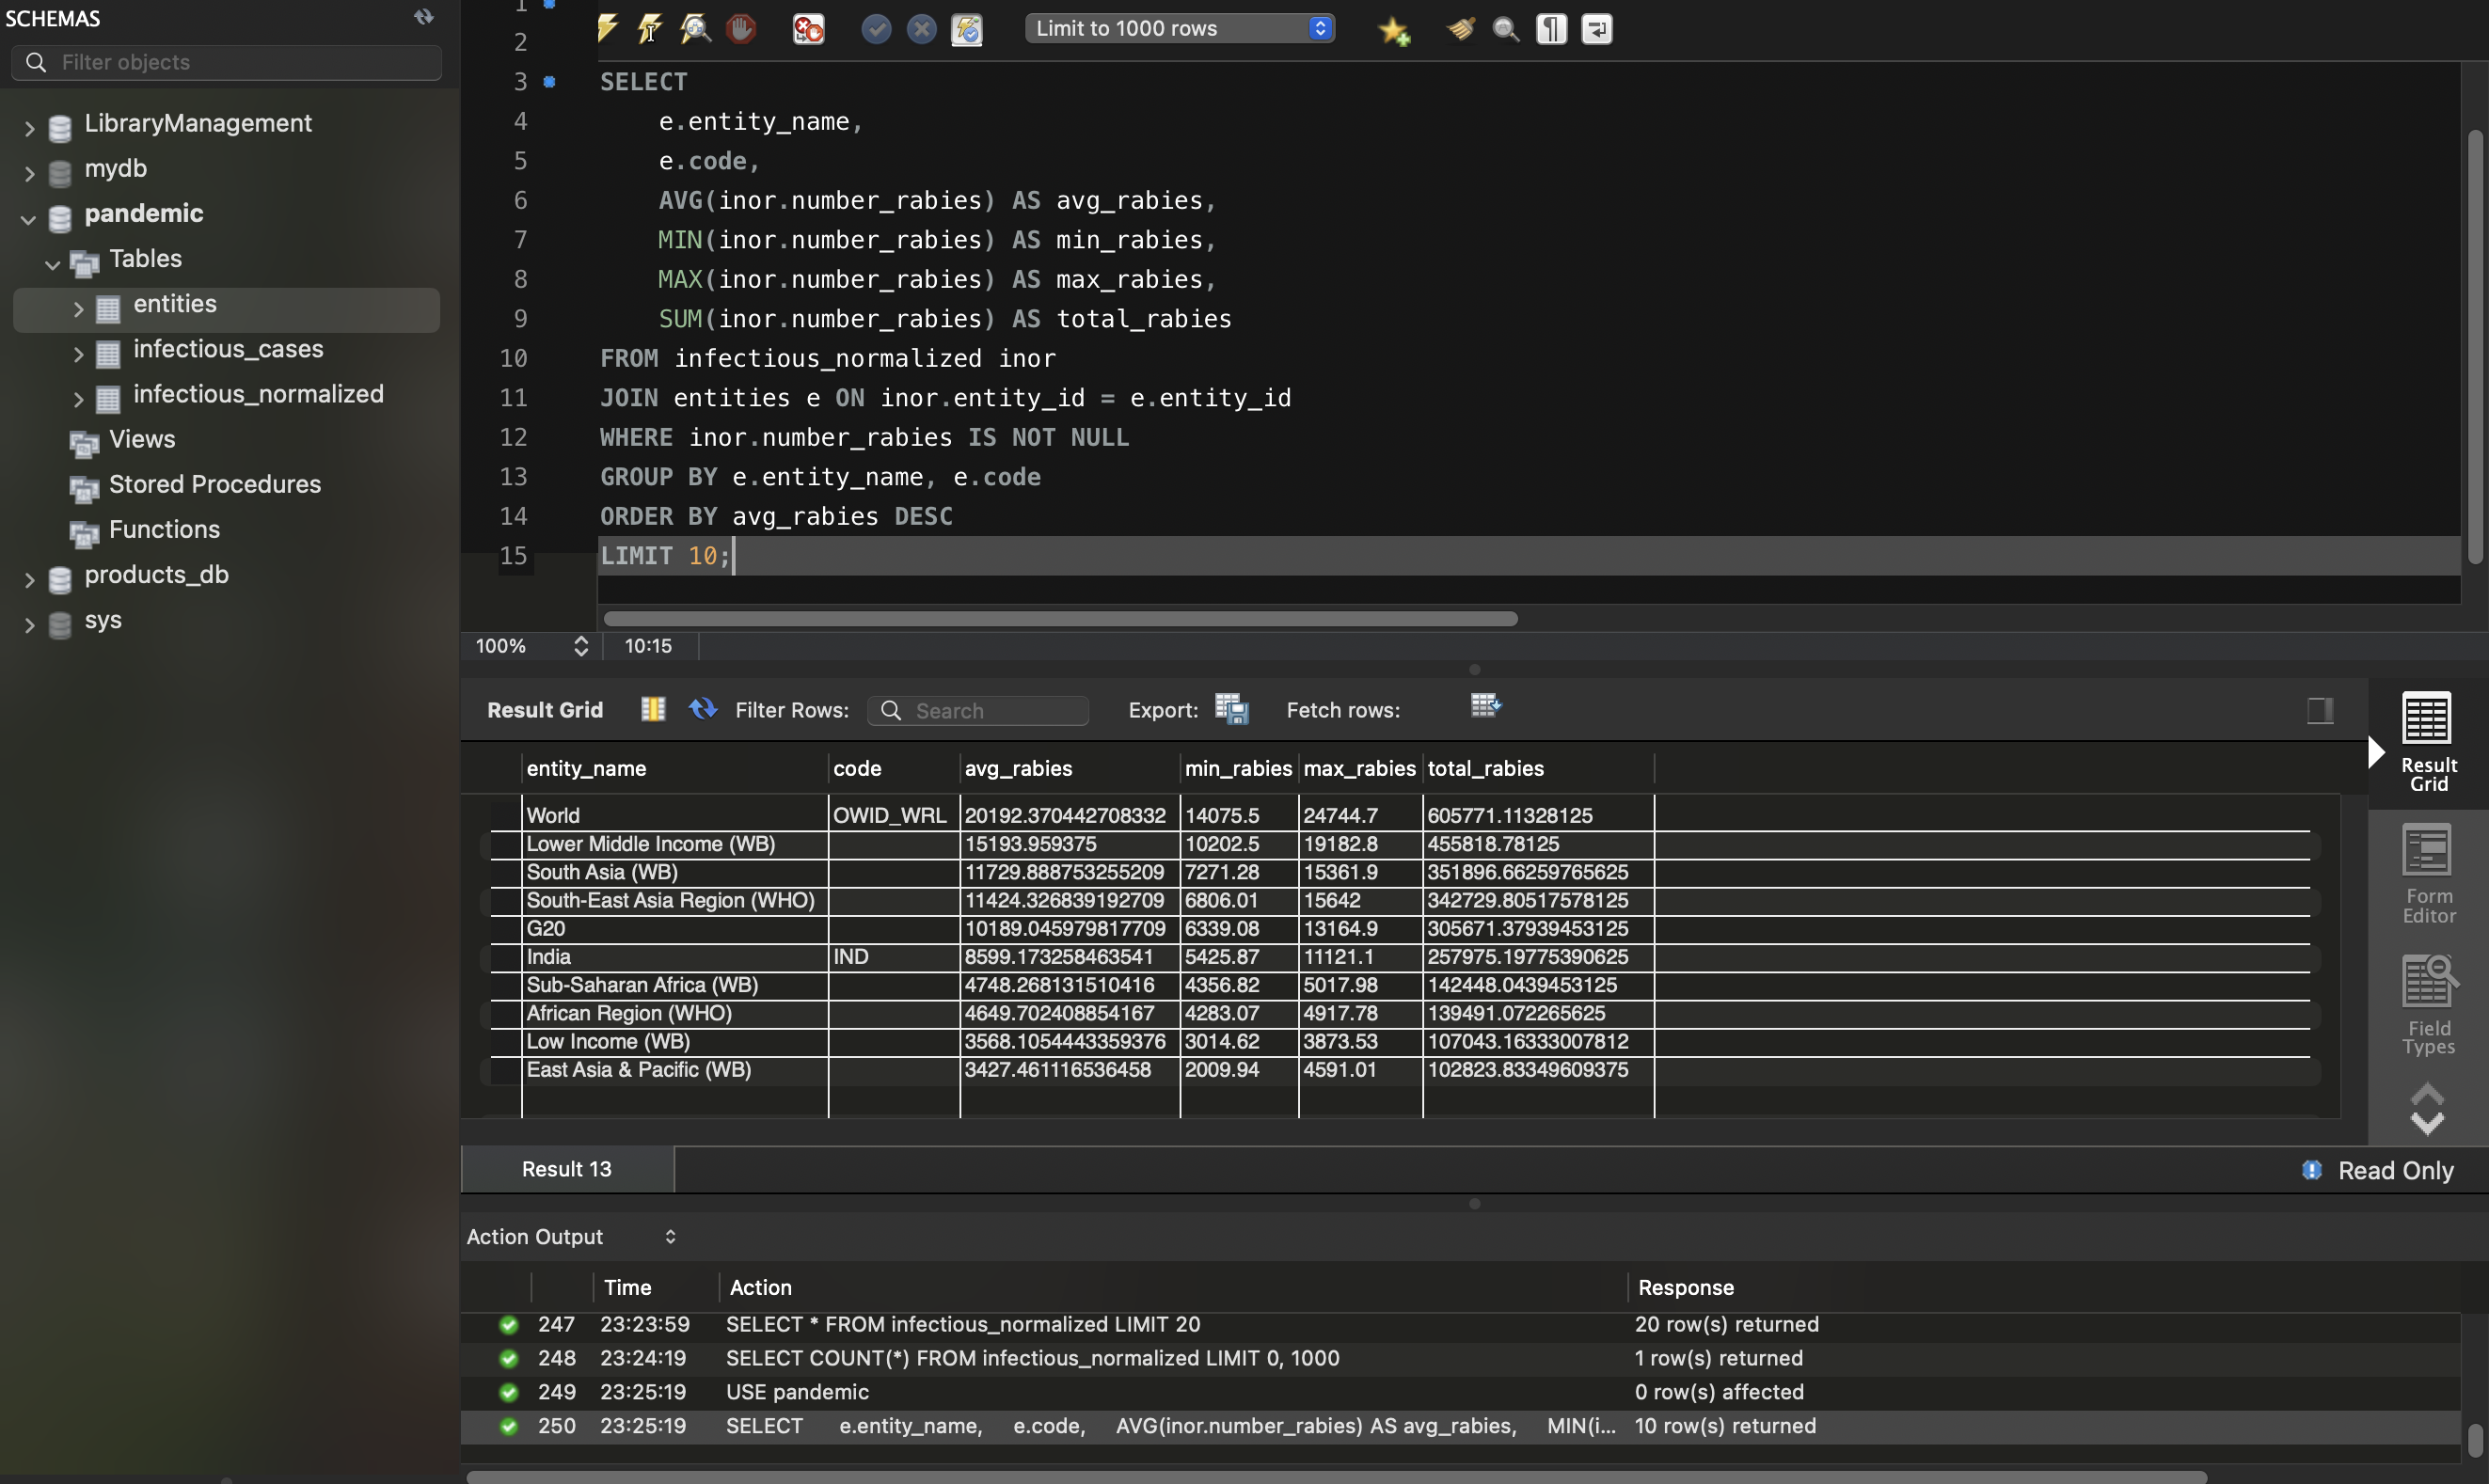 SCHEMAS
Filter objects
LibraryManagement
mydb
pandemic
Tables
entities
infectious_cases
infectious_normalized
Views
Stored Procedures
Functions
products_db
sys
Limit to 1000 rows
1
2
3 SELECT
4 e.entity_name,
5 e.code,
6 AVG(inor.number_rabies) AS avg_rabies,
7 MIN(inor.number_rabies) AS min_rabies,
8 MAX(inor.number_rabies) AS max_rabies,
9 SUM(inor.number_rabies) AS total_rabies
10 FROM infectious_normalized inor
11 JOIN entities e ON inor.entity_id = e.entity_id
12 WHERE inor.number_rabies IS NOT NULL
13 GROUP BY e.entity_name, e.code
14 ORDER BY avg_rabies DESC
15 LIMIT 10;
100% 10:15
Result Grid Filter Rows: Search Export: Fetch rows:
entity_name code avg_rabies min_rabies max_rabies total_rabies
World OWID_WRL 20192.370442708332 14075.5 24744.7 605771.11328125
Lower Middle Income (WB) 15193.959375 10202.5 19182.8 455818.78125
South Asia (WB) 11729.888753255209 7271.28 15361.9 351896.66259765625
South-East Asia Region (WHO) 11424.326839192709 6806.01 15642 342729.80517578125
G20 10189.045979817709 6339.08 13164.9 305671.37939453125
India IND 8599.173258463541 5425.87 11121.1 257975.19775390625
Sub-Saharan Africa (WB) 4748.268131510416 4356.82 5017.98 142448.0439453125
African Region (WHO) 4649.702408854167 4283.07 4917.78 139491.072265625
Low Income (WB) 3568.1054443359376 3014.62 3873.53 107043.16333007812
East Asia & Pacific (WB) 3427.461116536458 2009.94 4591.01 102823.83349609375
Result
Grid
Form
Editor
Field
Types
Result 13 Read Only
Action Output
Time Action Response
247 23:23:59 SELECT * FROM infectious_normalized LIMIT 20 20 row(s) returned
248 23:24:19 SELECT COUNT(*) FROM infectious_normalized LIMIT 0, 1000 1 row(s) returned
249 23:25:19 USE pandemic 0 row(s) affected
250 23:25:19 SELECT e.entity_name, e.code, AVG(inor.number_rabies) AS avg_rabies, MIN(i... 10 row(s) returned